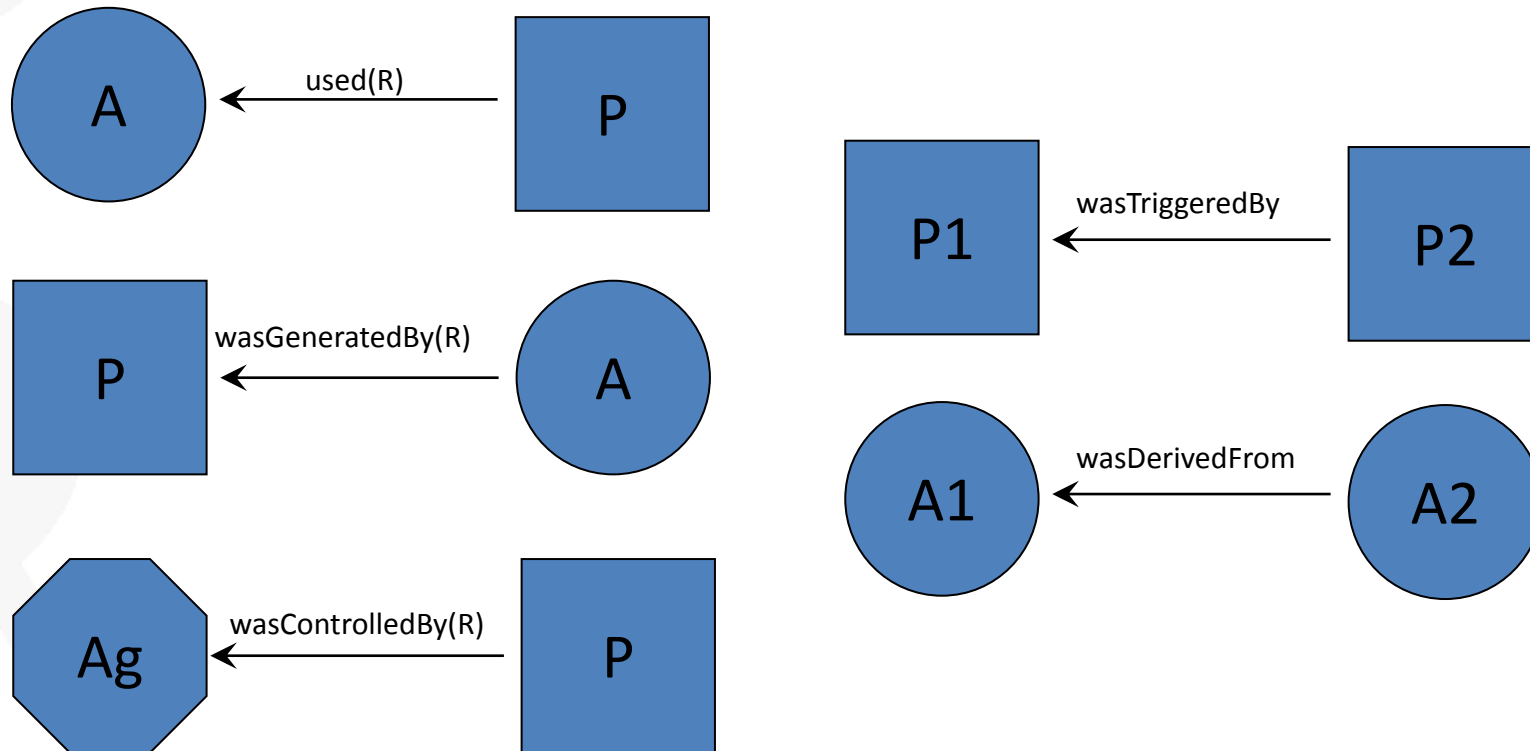 A
used(R)
P
P
wasGeneratedBy(R)
A
Ag
wasControlledBy(R)
P
P1
wasTriggeredBy
P2
A1
wasDerivedFrom
A2